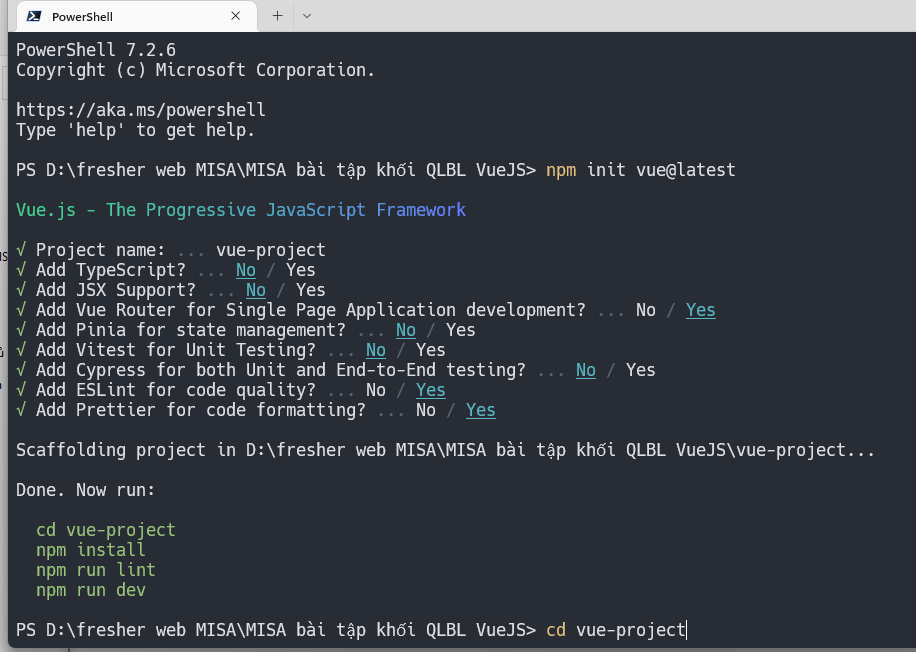 PowerShell
PowerShell 7.2.6
Copyright (c) Microsoft Corporation.
https://aka.ms/powershell
Type 'help' to get help.
PS D:\fresher web MISA\MISA bài tập khối QLBL VueJS> npm init vue@latest
Vue.js - The Progressive JavaScript Framework
√ Project name: ... vue-project
√ Add TypeScript? ... No / Yes
√ Add JSX Support? ... No / Yes
√ Add Vue Router for Single Page Application development? ... No / Yes
√ Add Pinia for state management? ... No / Yes
√ Add Vitest for Unit Testing? ... No / Yes
√ Add Cypress for both Unit and End-to-End testing? ... No / Yes
√ Add ESLint for code quality? ... No / Yes
√ Add Prettier for code formatting? ... No / Yes
Scaffolding project in D:\fresher web MISA\MISA bài tập khối QLBL VueJS\vue-project...
Done. Now run:
cd vue-project
npm install
npm run lint
npm run dev
PS D:\fresher web MISA\MISA bài tập khối QLBL VueJS> cd vue-project